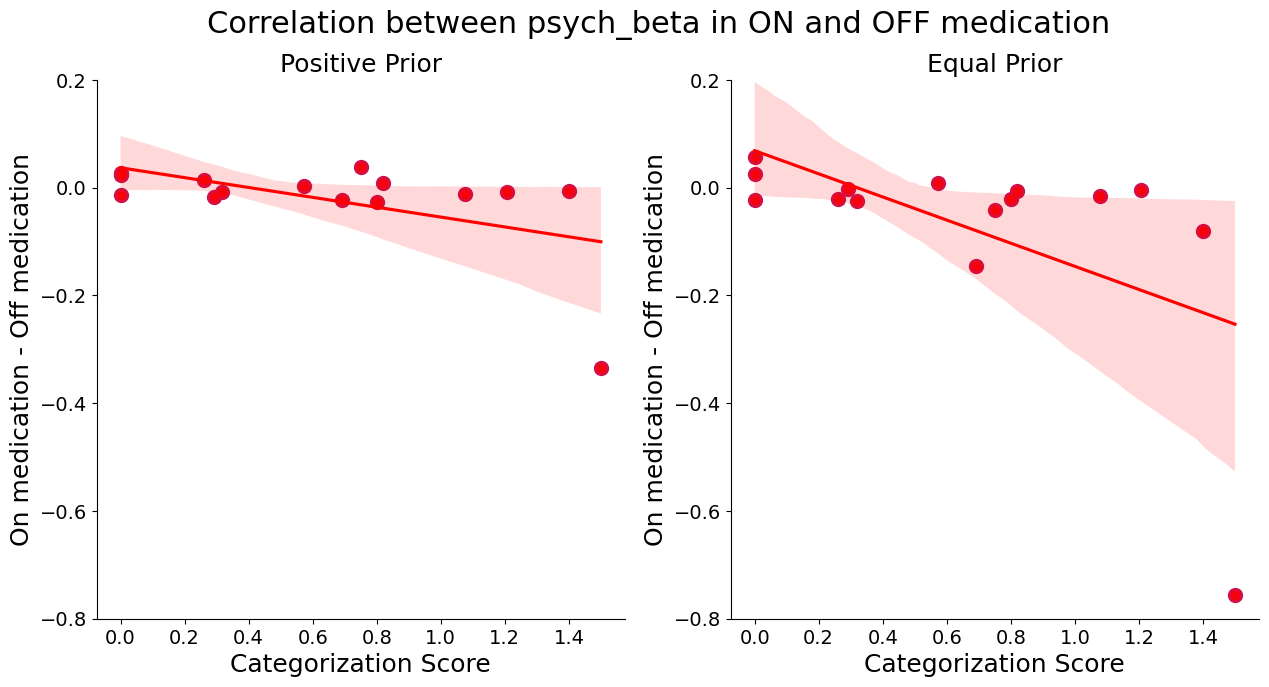 Correlation between psych_beta in ON and OFF medication
Positive Prior
Equal Prior
On medication - Off medication
0.2
0.0
−0.2
−0.4
−0.6
−0.8
0.0 0.2 0.4 0.6 0.8 1.0 1.2 1.4
Categorization Score
On medication - Off medication
0.2
0.0
−0.2
−0.4
−0.6
−0.8
0.0 0.2 0.4 0.6 0.8 1.0 1.2 1.4
Categorization Score